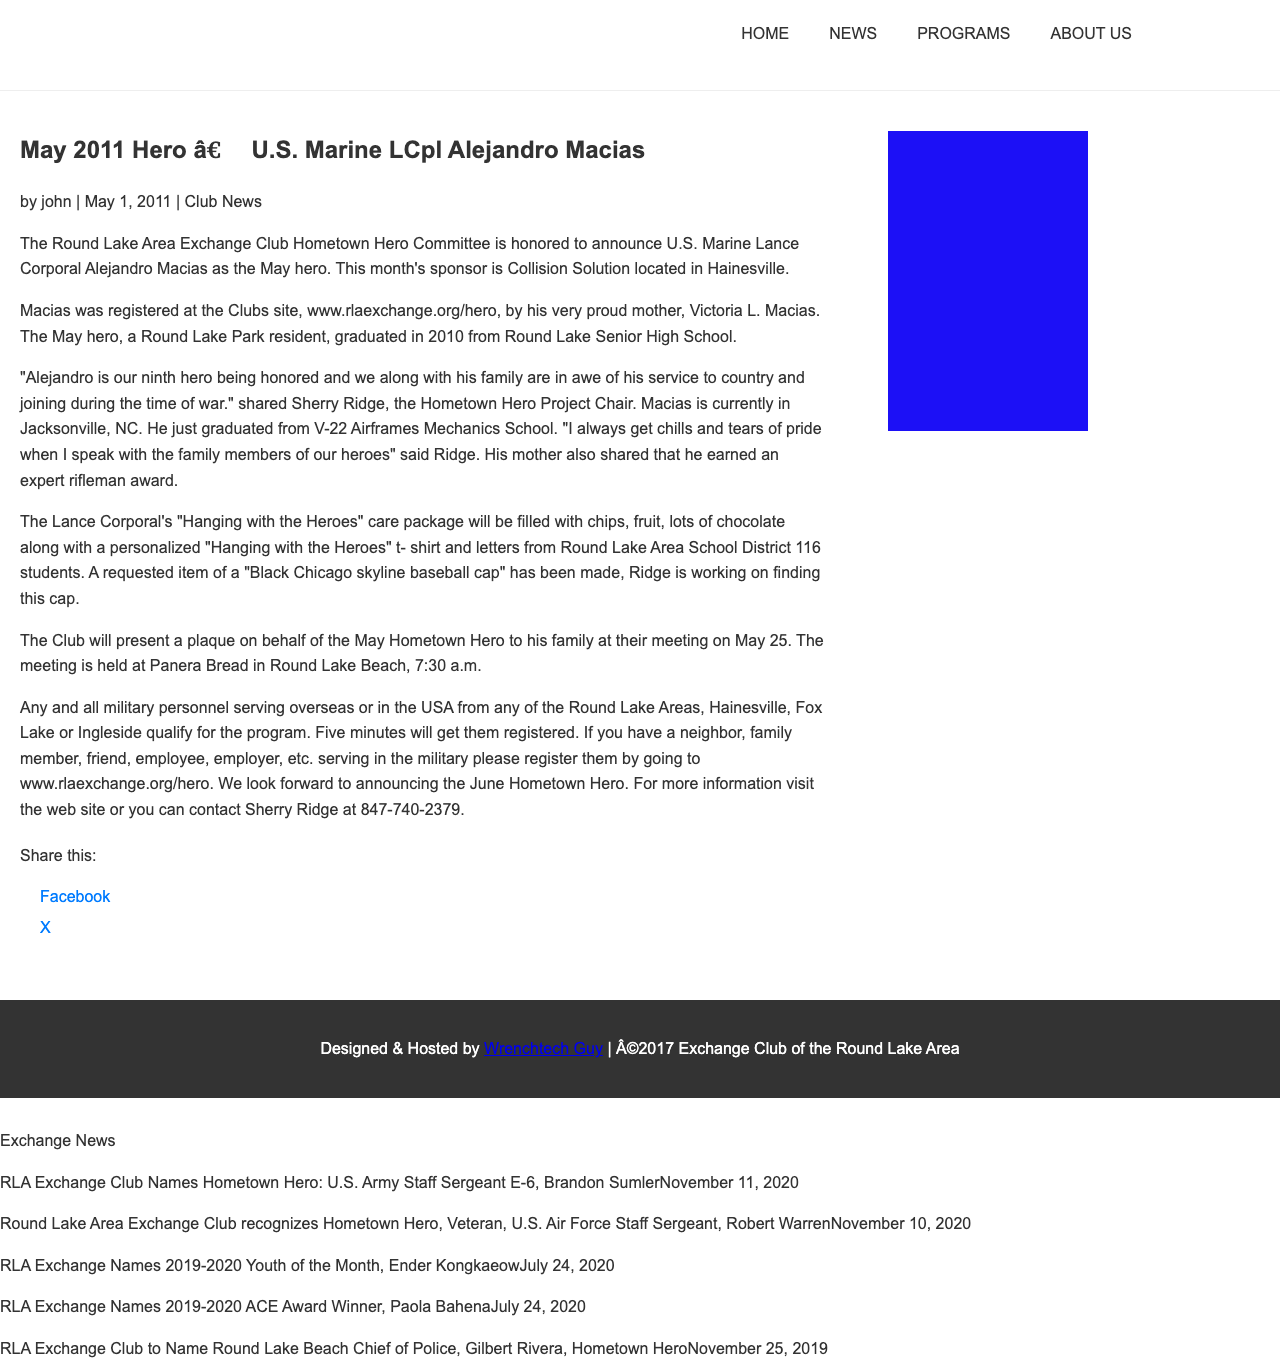 HOME NEWS PROGRAMS ABOUT US
May 2011 Hero â€ U.S. Marine LCpl Alejandro Macias
by john | May 1, 2011 | Club News
The Round Lake Area Exchange Club Hometown Hero Committee is honored to announce U.S. Marine Lance
Corporal Alejandro Macias as the May hero. This month's sponsor is Collision Solution located in Hainesville.
Macias was registered at the Clubs site, www.rlaexchange.org/hero, by his very proud mother, Victoria L. Macias.
The May hero, a Round Lake Park resident, graduated in 2010 from Round Lake Senior High School.
"Alejandro is our ninth hero being honored and we along with his family are in awe of his service to country and
joining during the time of war." shared Sherry Ridge, the Hometown Hero Project Chair. Macias is currently in
Jacksonville, NC. He just graduated from V-22 Airframes Mechanics School. "I always get chills and tears of pride
when I speak with the family members of our heroes" said Ridge. His mother also shared that he earned an
expert rifleman award.
The Lance Corporal's "Hanging with the Heroes" care package will be filled with chips, fruit, lots of chocolate
along with a personalized "Hanging with the Heroes" t- shirt and letters from Round Lake Area School District 116
students. A requested item of a "Black Chicago skyline baseball cap" has been made, Ridge is working on finding
this cap.
The Club will present a plaque on behalf of the May Hometown Hero to his family at their meeting on May 25. The
meeting is held at Panera Bread in Round Lake Beach, 7:30 a.m.
Any and all military personnel serving overseas or in the USA from any of the Round Lake Areas, Hainesville, Fox
Lake or Ingleside qualify for the program. Five minutes will get them registered. If you have a neighbor, family
member, friend, employee, employer, etc. serving in the military please register them by going to
www.rlaexchange.org/hero. We look forward to announcing the June Hometown Hero. For more information visit
the web site or you can contact Sherry Ridge at 847-740-2379.
Share this:
Facebook
X
Designed & Hosted by Wrenchtech Guy | Â©2017 Exchange Club of the Round Lake Area
Exchange News
RLA Exchange Club Names Hometown Hero: U.S. Army Staff Sergeant E-6, Brandon SumlerNovember 11, 2020
Round Lake Area Exchange Club recognizes Hometown Hero, Veteran, U.S. Air Force Staff Sergeant, Robert WarrenNovember 10, 2020
RLA Exchange Names 2019-2020 Youth of the Month, Ender KongkaeowJuly 24, 2020
RLA Exchange Names 2019-2020 ACE Award Winner, Paola BahenaJuly 24, 2020
RLA Exchange Club to Name Round Lake Beach Chief of Police, Gilbert Rivera, Hometown HeroNovember 25, 2019